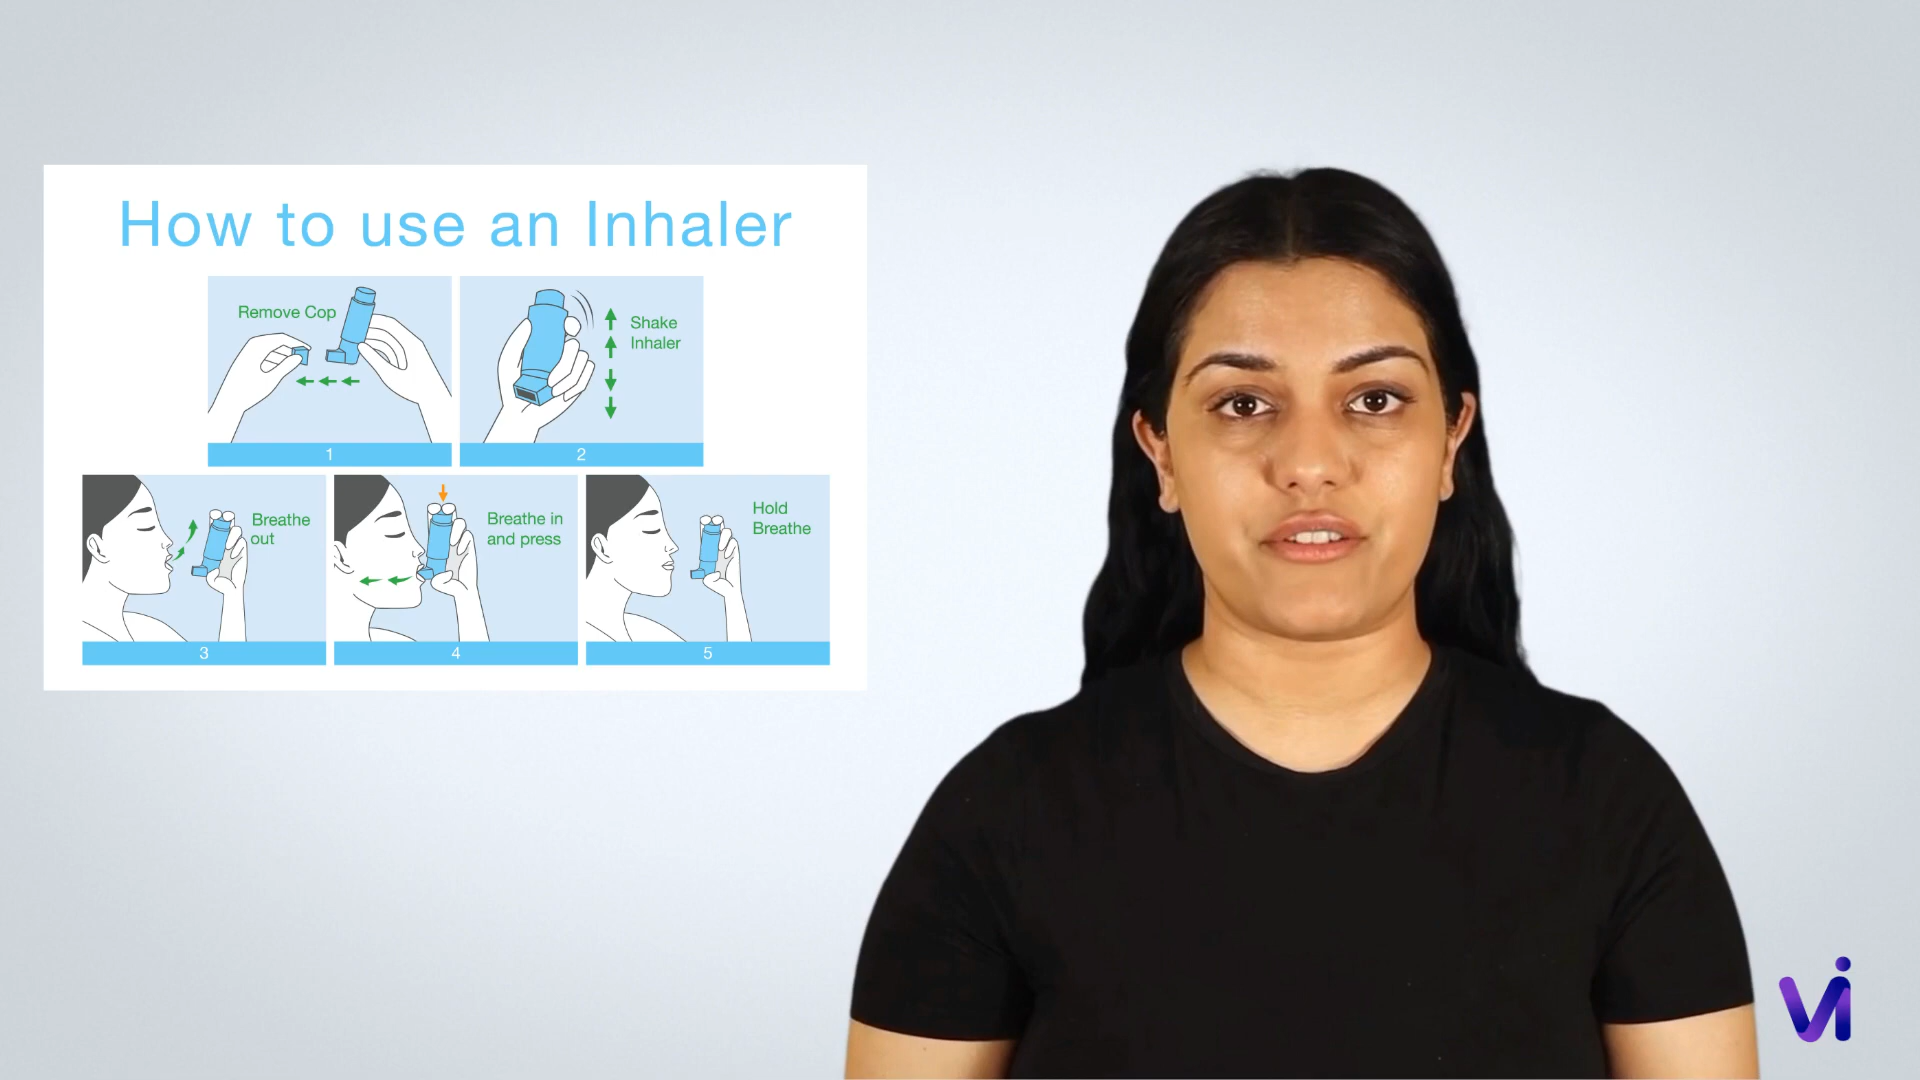 How to use an Inhaler
Remove Cop
Shake
Inhaler
1
2
Breathe
out
Breathe in
and press
Hold
Breathe
3
4
5
vi